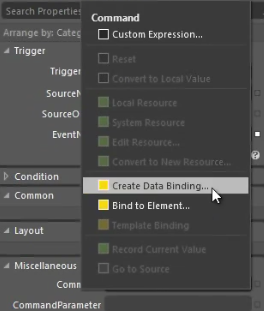 Search Properties
Arrange by: Categ
Trigger
Trigger
SourceN
SourceO
EventN
Condition
Common
Layout
Miscellaneous
Comm
CommandParameter
Command
Custom Expression...
Reset
Convert to Local Value
Local Resource
System Resource
Edit Rerource...
Convert to New Resource...
Create Data Binding...
Bind to Element...
Template Binding
Record Current Value
Go to Source